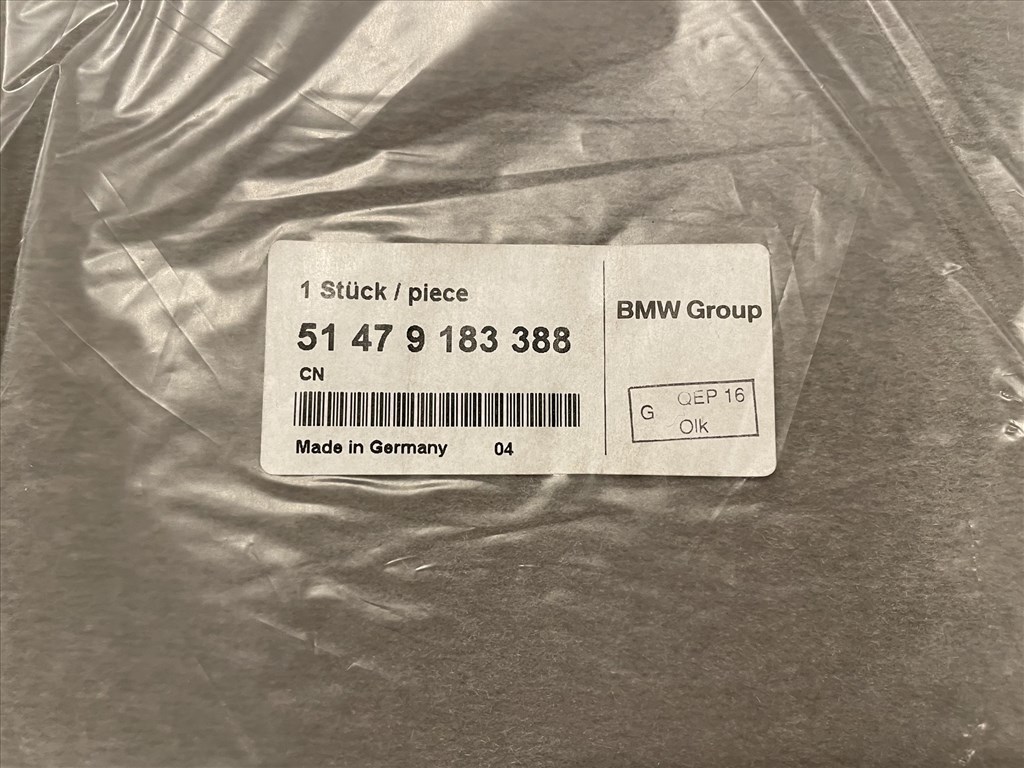 1 Stück / piece
51 47 9 183 388
CN
Made in Germany 04
BMW Group
G QEP 16
Olk